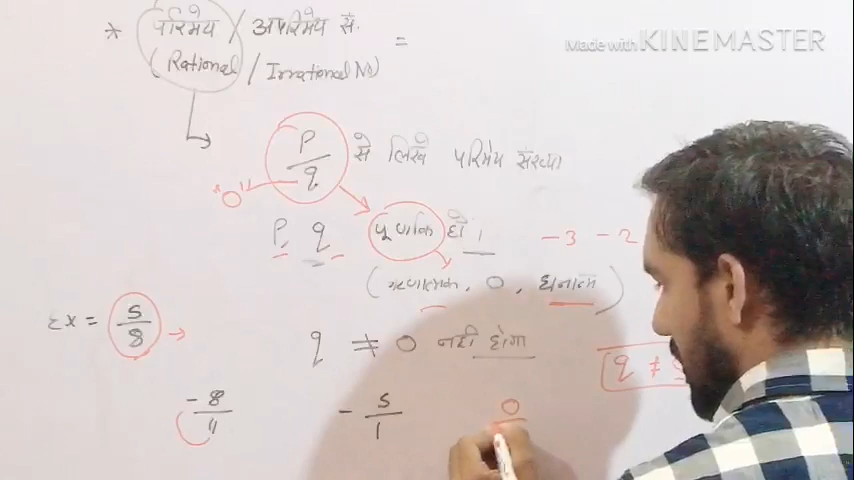 * परिमेय / अपरिमेय सं.
Made with KINEMASTER
( Rational / Irrational No) =
P/q से लिखे परिमेय संख्या
"0"
P, q पूर्णांक हो । -3 -2
(ऋणात्मक, 0, धनात्म )
Ex = 5/8
q ≠ 0 नही होगा
q ≠
-8/11 -5/1 0